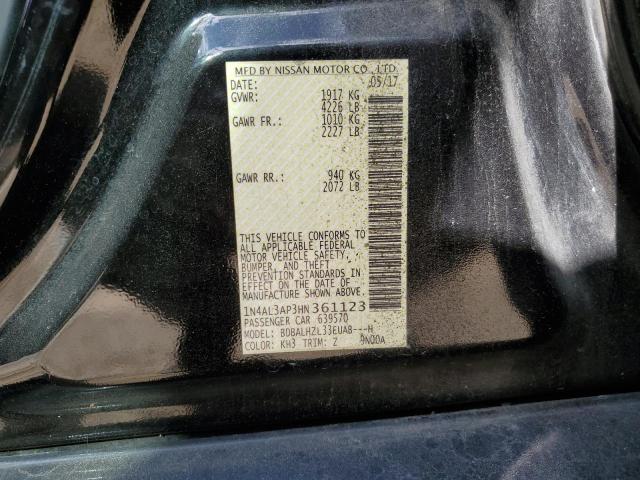 MFD BY NISSAN MOTOR CO., LTD.
DATE: 05/17
GVWR: 1917 KG
4226 LB
GAWR FR.: 1010 KG
2227 LB
GAWR RR.: 940 KG
2072 LB
THIS VEHICLE CONFORMS TO
ALL APPLICABLE FEDERAL
MOTOR VEHICLE SAFETY,
BUMPER, AND THEFT
PREVENTION STANDARDS IN
EFFECT ON THE DATE OF
MANUFACTURE SHOWN ABOVE.
1N4AL3AP3HN361123
PASSENGER CAR 639570
MODEL: BDBALHZL33EUAB---H
COLOR: KH3 TRIM: Z 9N00A